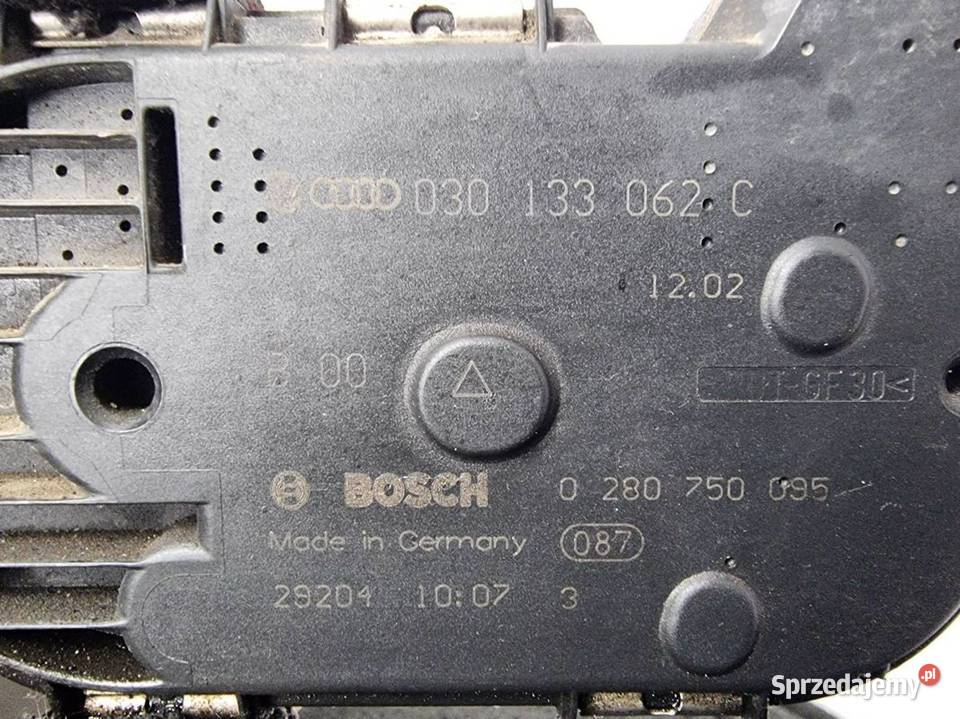 030 133 062 C
12.02
00
BOSCH 0 280 750 095
Made in Germany 087
29204 10:07 3
Sprzedajemy.pl